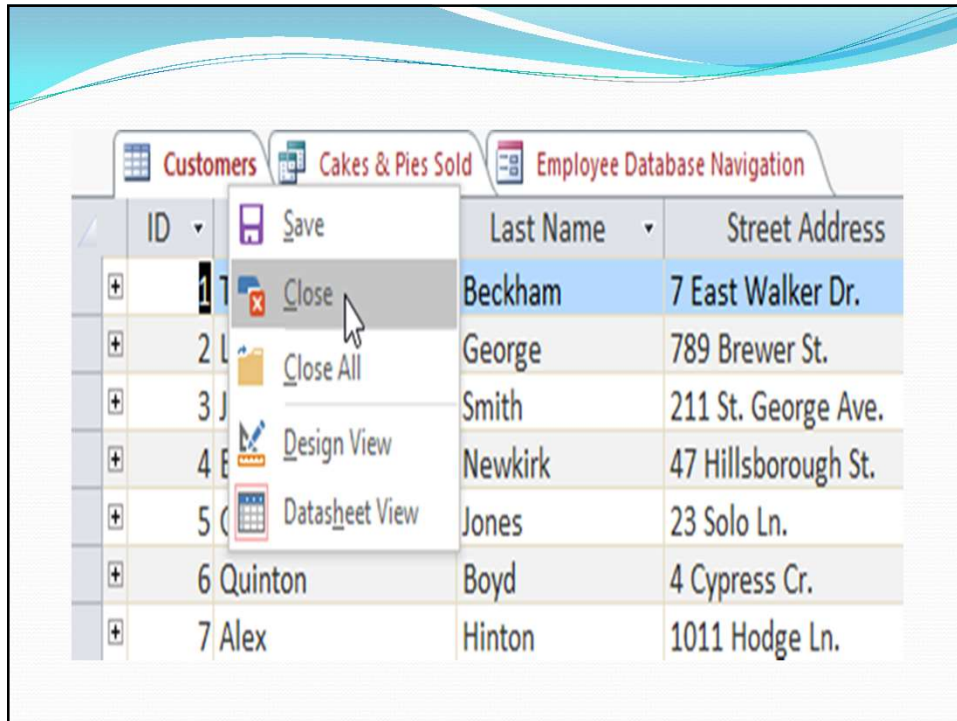 Customers Cakes & Pies Sold Employee Database Navigation
ID Last Name Street Address
1 T Beckham 7 East Walker Dr.
2 L George 789 Brewer St.
3 J Smith 211 St. George Ave.
4 Newkirk 47 Hillsborough St.
5 Jones 23 Solo Ln.
6 Quinton Boyd 4 Cypress Cr.
7 Alex Hinton 1011 Hodge Ln.
Save
Close
Close All
Design View
Datasheet View